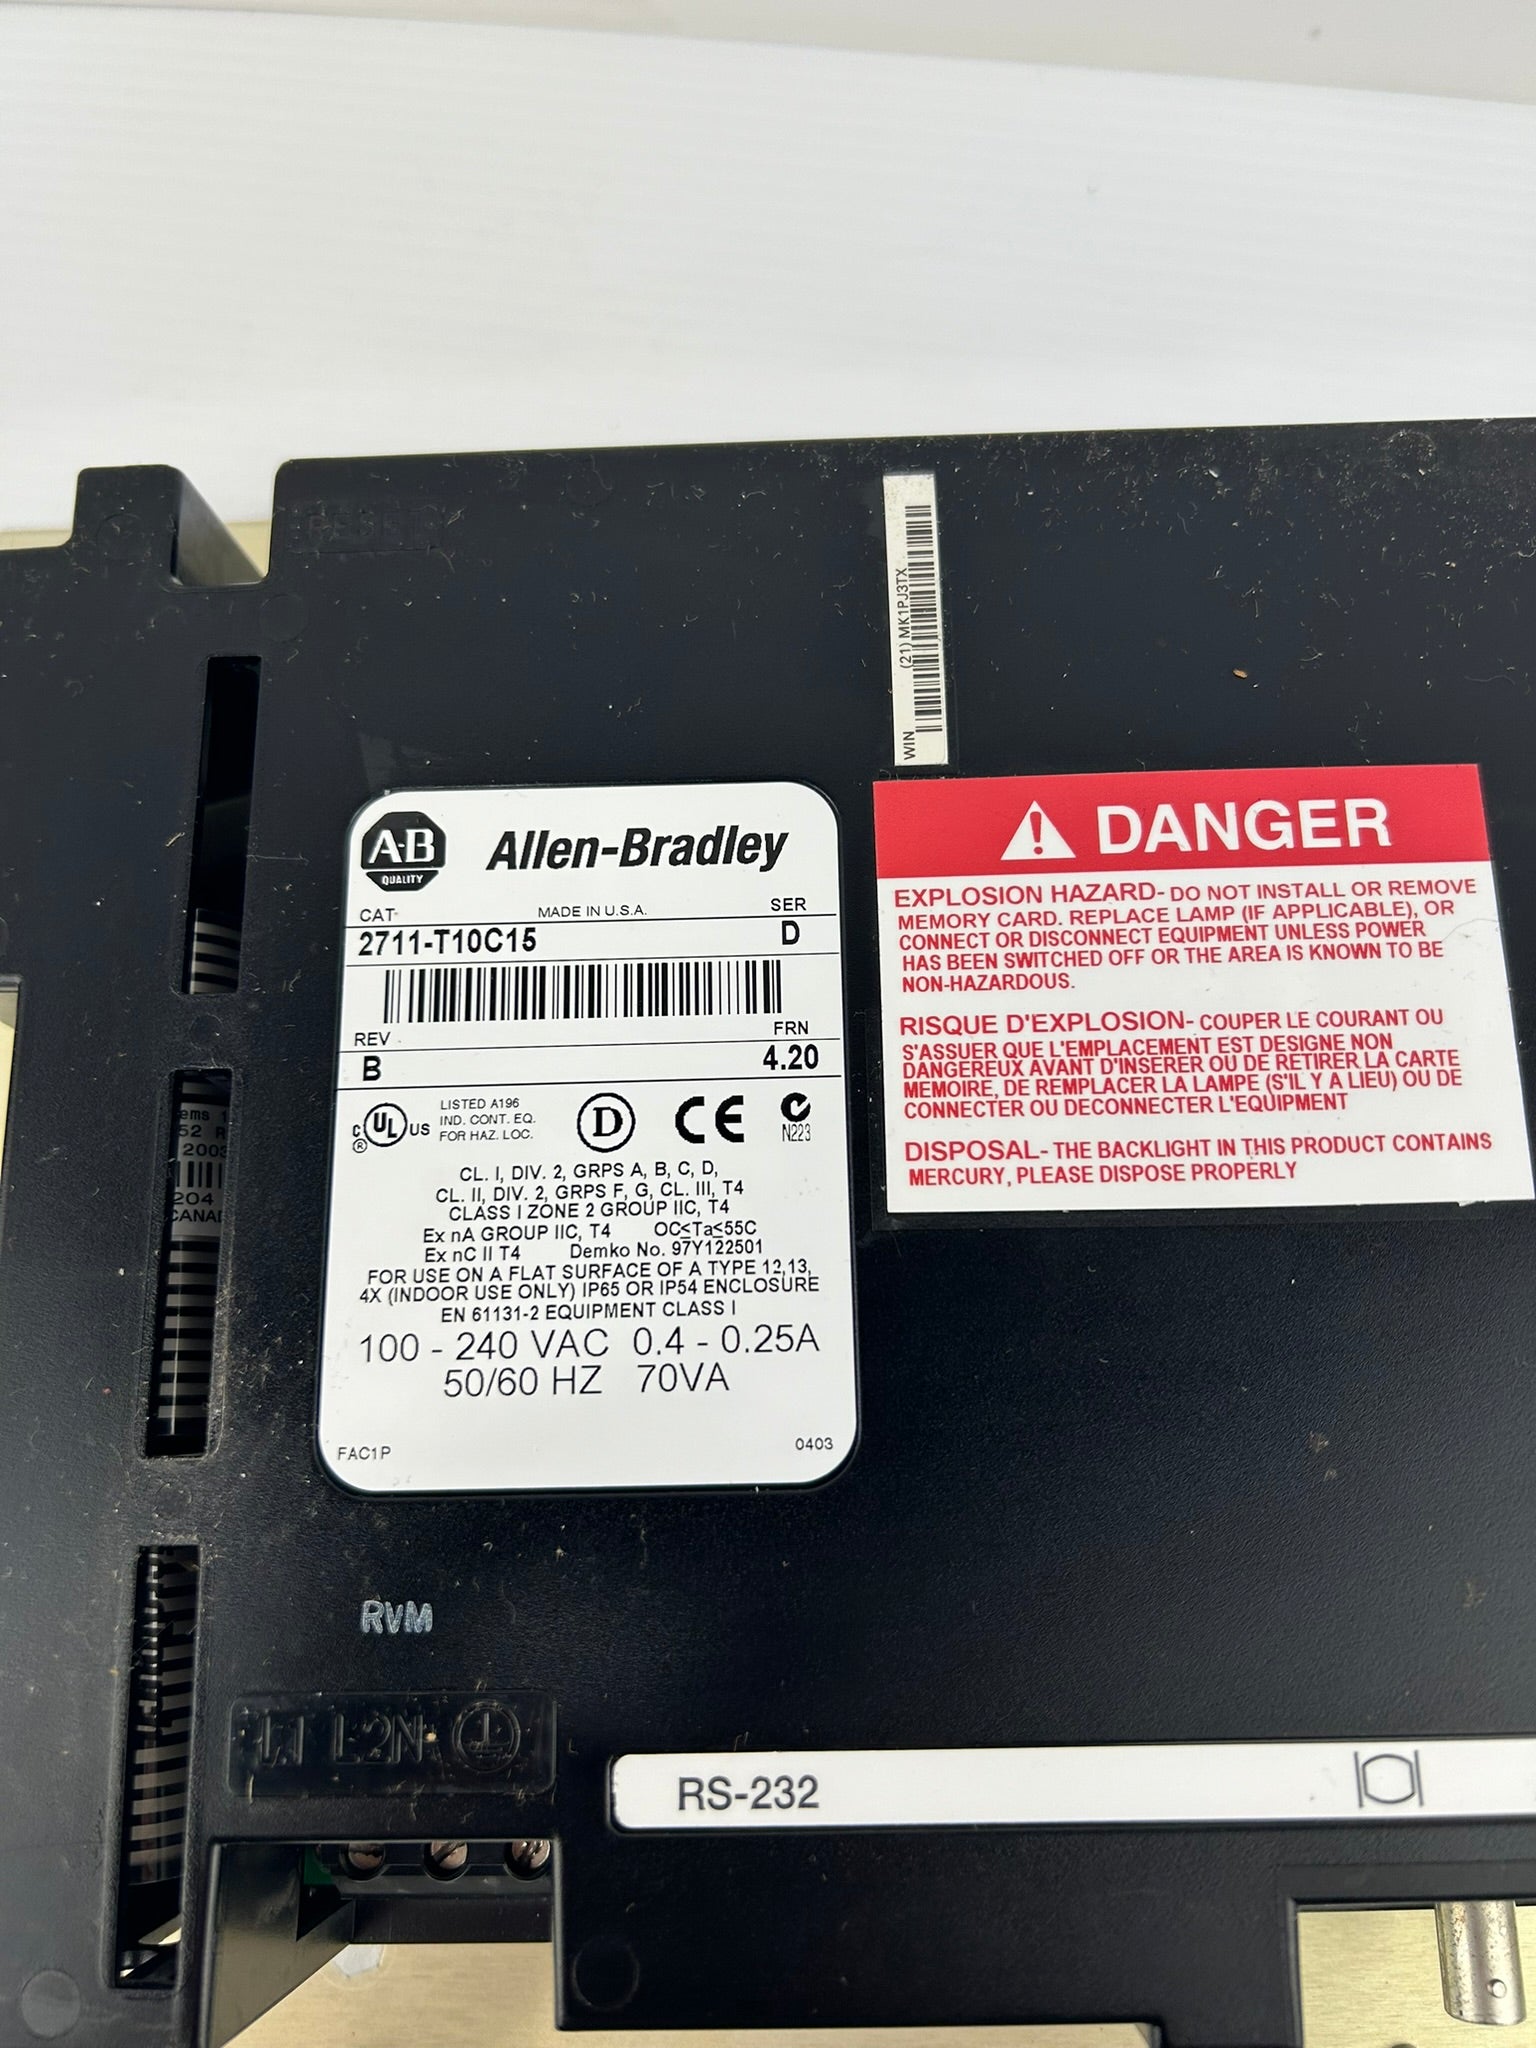 RESET
WIN (21) MK1PJ3TX
A-B
QUALITY
Allen-Bradley
CAT
MADE IN U.S.A.
SER
2711-T10C15
D
REV
FRN
B
4.20
C UL US
®
LISTED A196
IND. CONT. EQ.
FOR HAZ. LOC.
D
CE
N223
CL. I, DIV. 2, GRPS A, B, C, D,
CL. II, DIV. 2, GRPS F, G, CL. III, T4
CLASS I ZONE 2 GROUP IIC, T4
Ex nA GROUP IIC, T4 OC≤Ta≤55C
Ex nC II T4 Demko No. 97Y122501
FOR USE ON A FLAT SURFACE OF A TYPE 12,13,
4X (INDOOR USE ONLY) IP65 OR IP54 ENCLOSURE
EN 61131-2 EQUIPMENT CLASS I
100 - 240 VAC 0.4 - 0.25A
50/60 HZ 70VA
FAC1P
0403
DANGER
EXPLOSION HAZARD- DO NOT INSTALL OR REMOVE
MEMORY CARD. REPLACE LAMP (IF APPLICABLE), OR
CONNECT OR DISCONNECT EQUIPMENT UNLESS POWER
HAS BEEN SWITCHED OFF OR THE AREA IS KNOWN TO BE
NON-HAZARDOUS.
RISQUE D'EXPLOSION- COUPER LE COURANT OU
S'ASSUER QUE L'EMPLACEMENT EST DESIGNE NON
DANGEREUX AVANT D'INSERER OU DE RETIRER LA CARTE
MEMOIRE, DE REMPLACER LA LAMPE (S'IL Y A LIEU) OU DE
CONNECTER OU DECONNECTER L'EQUIPMENT
DISPOSAL- THE BACKLIGHT IN THIS PRODUCT CONTAINS
MERCURY, PLEASE DISPOSE PROPERLY
2003
204
RVM
L1 L2N
RS-232